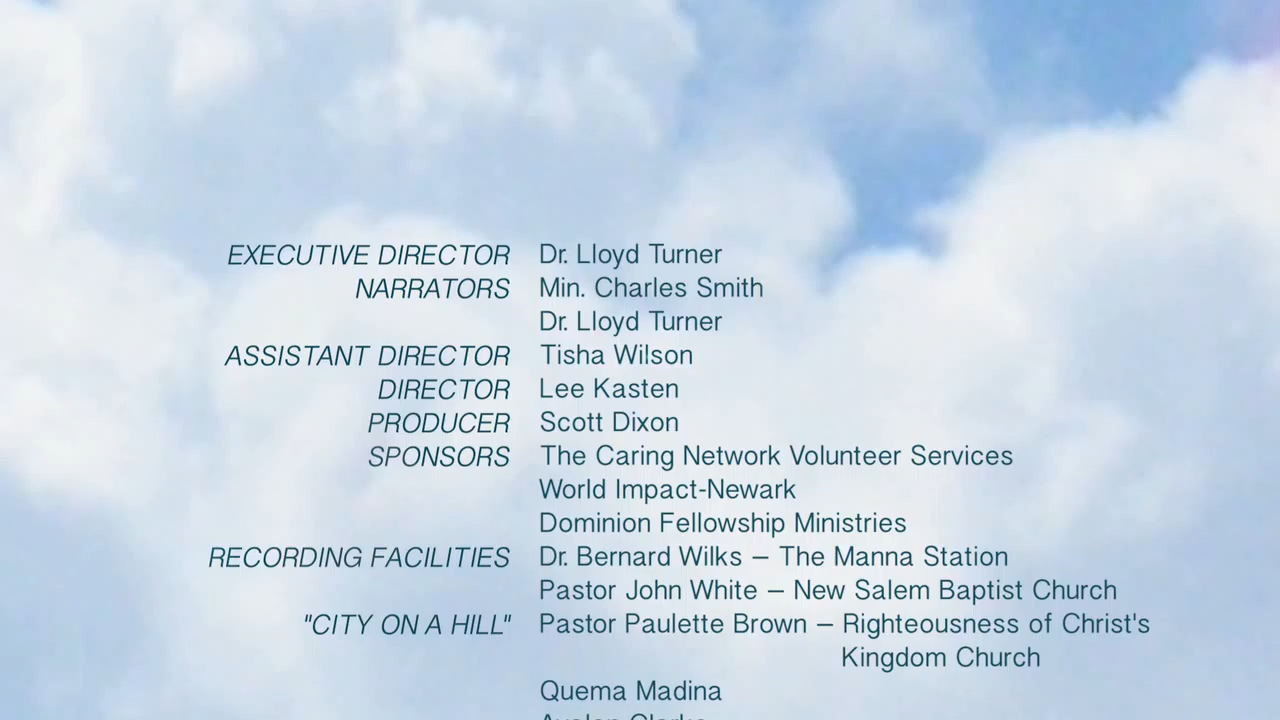 EXECUTIVE DIRECTOR Dr. Lloyd Turner
NARRATORS Min. Charles Smith
Dr. Lloyd Turner
ASSISTANT DIRECTOR Tisha Wilson
DIRECTOR Lee Kasten
PRODUCER Scott Dixon
SPONSORS The Caring Network Volunteer Services
World Impact-Newark
Dominion Fellowship Ministries
RECORDING FACILITIES Dr. Bernard Wilks – The Manna Station
Pastor John White – New Salem Baptist Church
"CITY ON A HILL" Pastor Paulette Brown – Righteousness of Christ's
Kingdom Church
Quema Madina